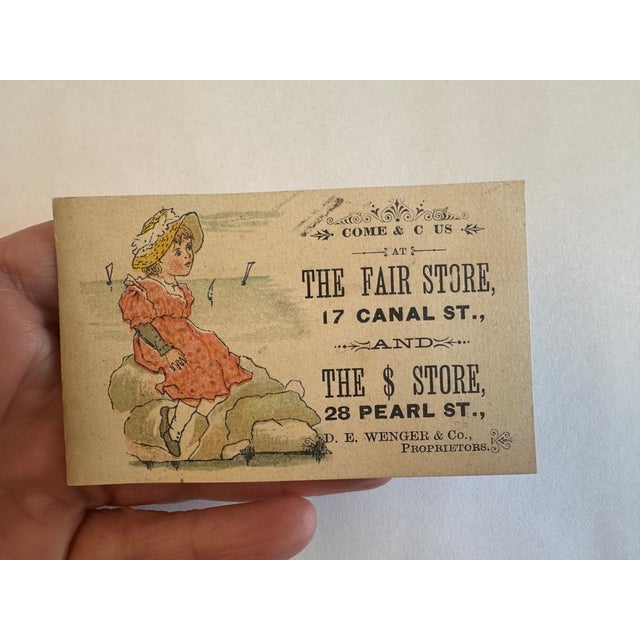 COME & C US
AT
THE FAIR STORE,
17 CANAL ST.,
AND
THE $ STORE,
28 PEARL ST.,
D. E. WENGER & Co.,
PROPRIETORS.